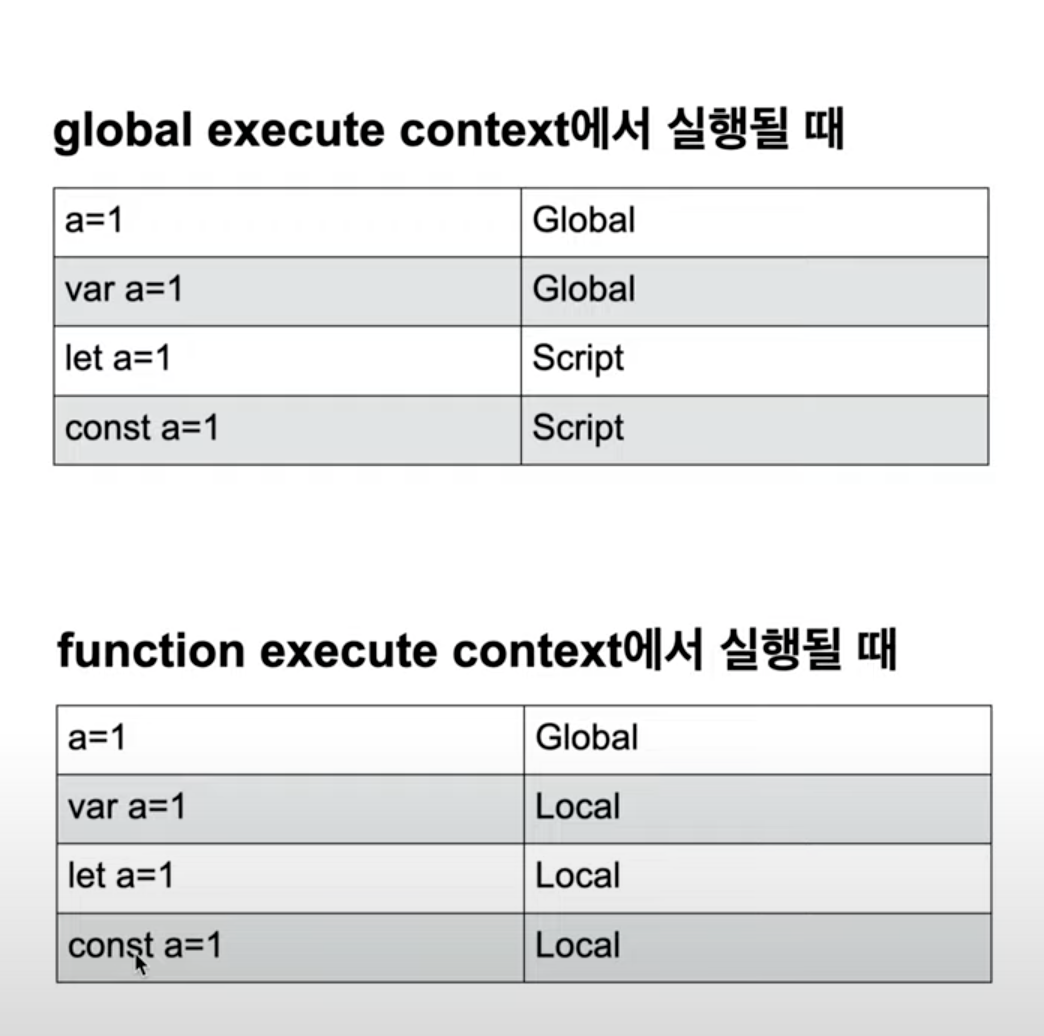 global execute context에서 실행될 때
a=1 Global
var a=1 Global
let a=1 Script
const a=1 Script
function execute context에서 실행될 때
a=1 Global
var a=1 Local
let a=1 Local
const a=1 Local